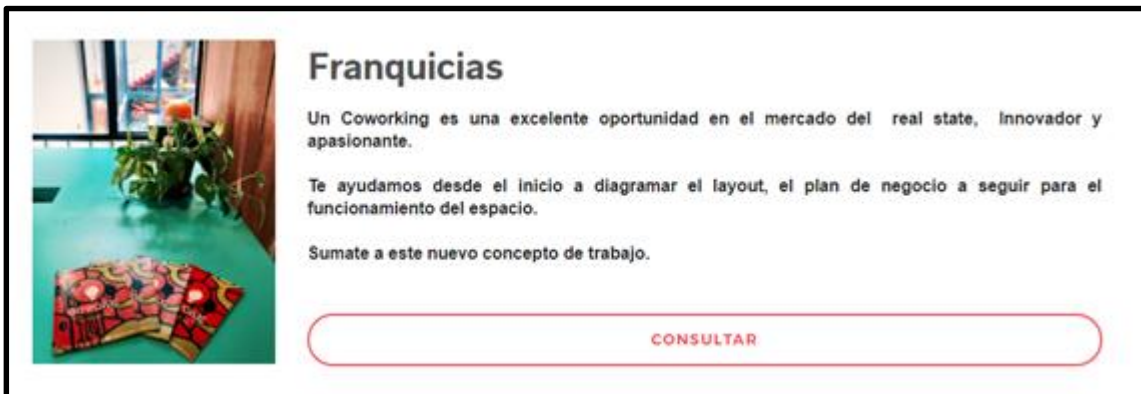 Franquicias
Un Coworking es una excelente oportunidad en el mercado del real state, Innovador y
apasionante.
Te ayudamos desde el inicio a diagramar el layout, el plan de negocio a seguir para el
funcionamiento del espacio.
Sumate a este nuevo concepto de trabajo.
CONSULTAR